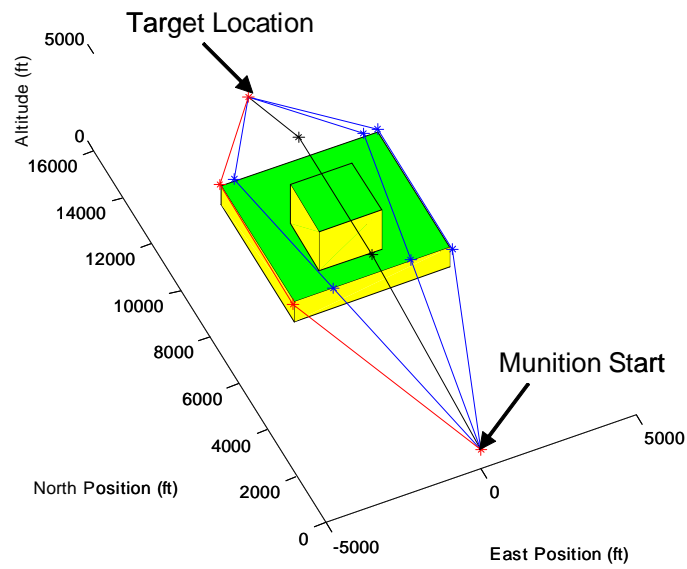 Target Location
5000
Altitude (ft)
0
16000
14000
12000
10000
8000
6000
4000
2000
0
North Position (ft)
Munition Start
5000
0
-5000
East Position (ft)